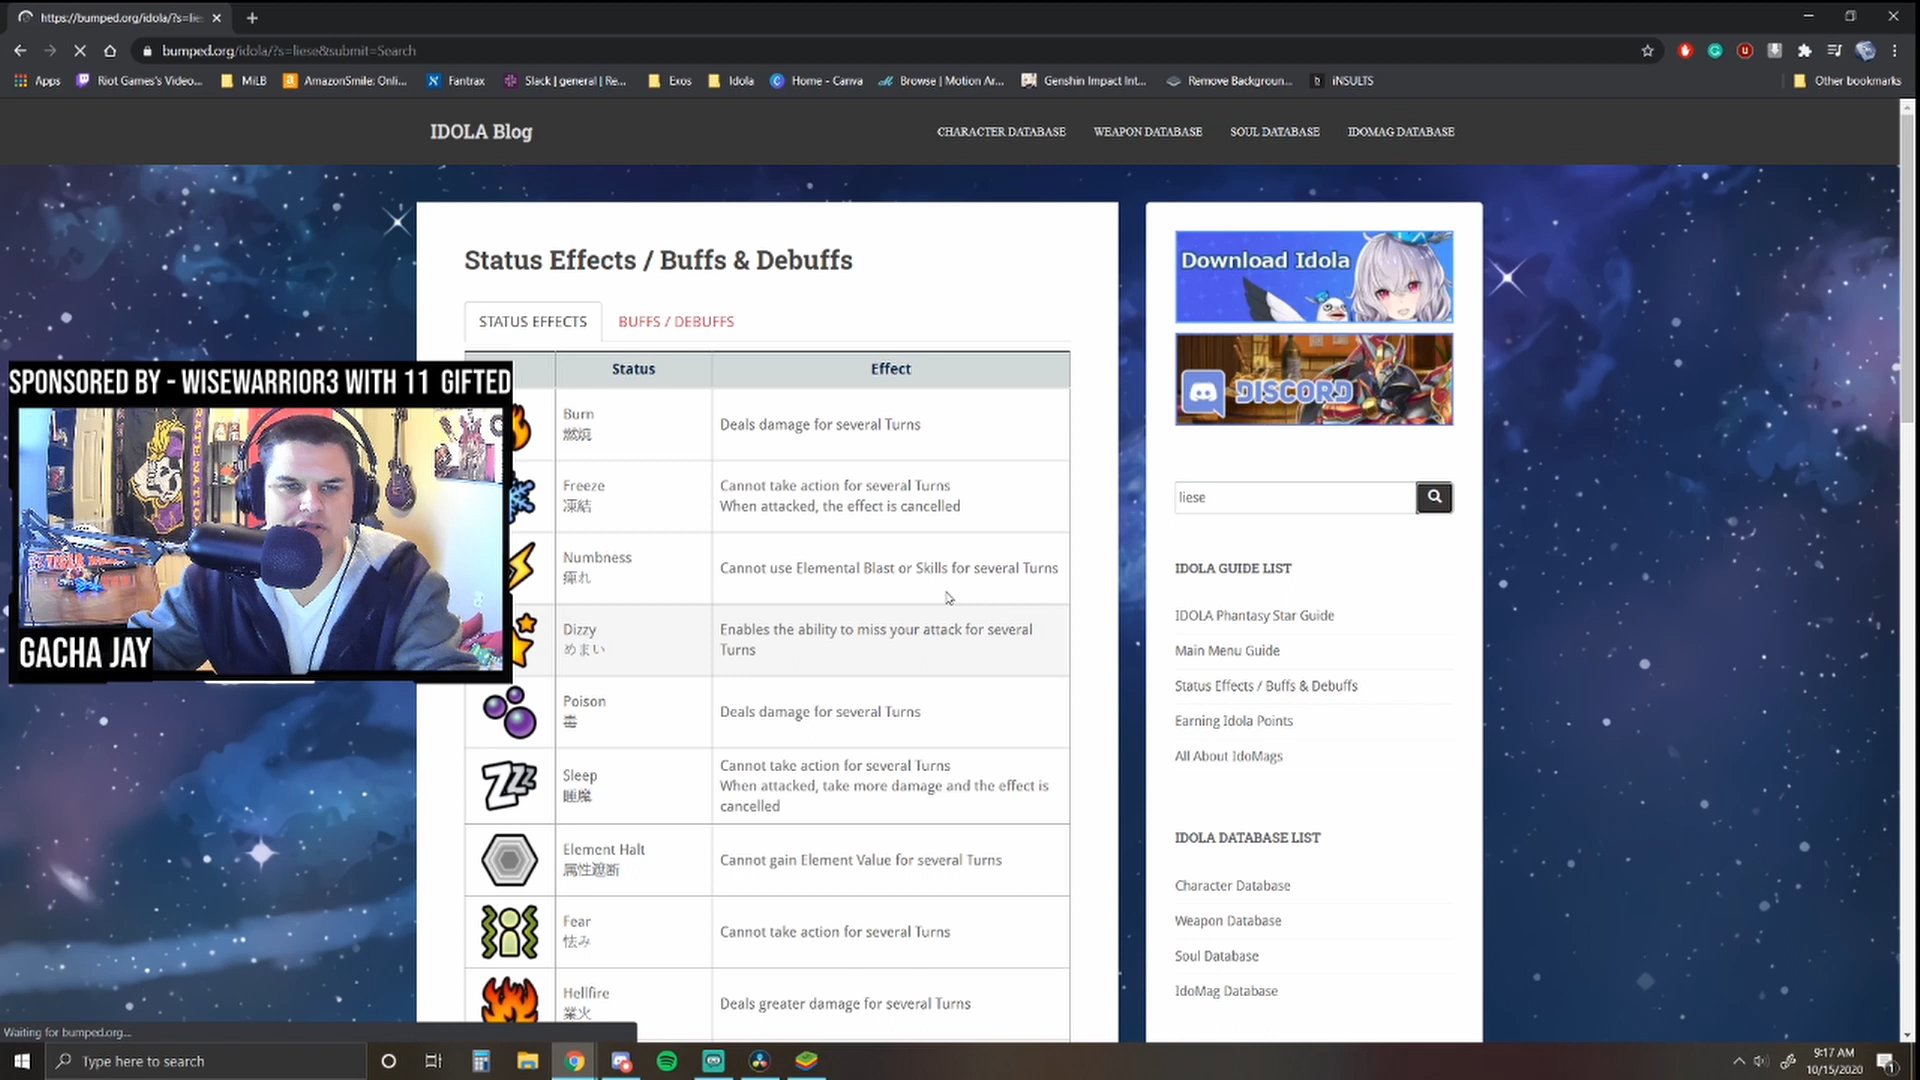 https://bumped.org/idola/?s=lies
bumped.org/idola/?s=liese&submit=Search
Apps
Riot Games's Video...
MiLB
AmazonSmile: Onli...
Fantrax
Slack | general | Re...
Exos
Idola
Home - Canva
Browse | Motion Ar...
Genshin Impact Int...
Remove Backgroun...
iNSULTS
Other bookmarks
IDOLA Blog
CHARACTER DATABASE
WEAPON DATABASE
SOUL DATABASE
IDOMAG DATABASE
Status Effects / Buffs & Debuffs
STATUS EFFECTS
BUFFS / DEBUFFS
Status
Effect
Burn
燃焼
Deals damage for several Turns
Freeze
凍結
Cannot take action for several Turns
When attacked, the effect is cancelled
Numbness
痺れ
Cannot use Elemental Blast or Skills for several Turns
Dizzy
めまい
Enables the ability to miss your attack for several
Turns
Poison
毒
Deals damage for several Turns
Sleep
睡魔
Cannot take action for several Turns
When attacked, take more damage and the effect is
cancelled
Element Halt
属性遮断
Cannot gain Element Value for several Turns
Fear
怯み
Cannot take action for several Turns
Hellfire
業火
Deals greater damage for several Turns
SPONSORED BY - WISEWARRIOR3 WITH 11 GIFTED
GACHA JAY
Download Idola
DISCORD
liese
IDOLA GUIDE LIST
IDOLA Phantasy Star Guide
Main Menu Guide
Status Effects / Buffs & Debuffs
Earning Idola Points
All About IdoMags
IDOLA DATABASE LIST
Character Database
Weapon Database
Soul Database
IdoMag Database
Waiting for bumped.org...
Type here to search
9:17 AM
10/15/2020